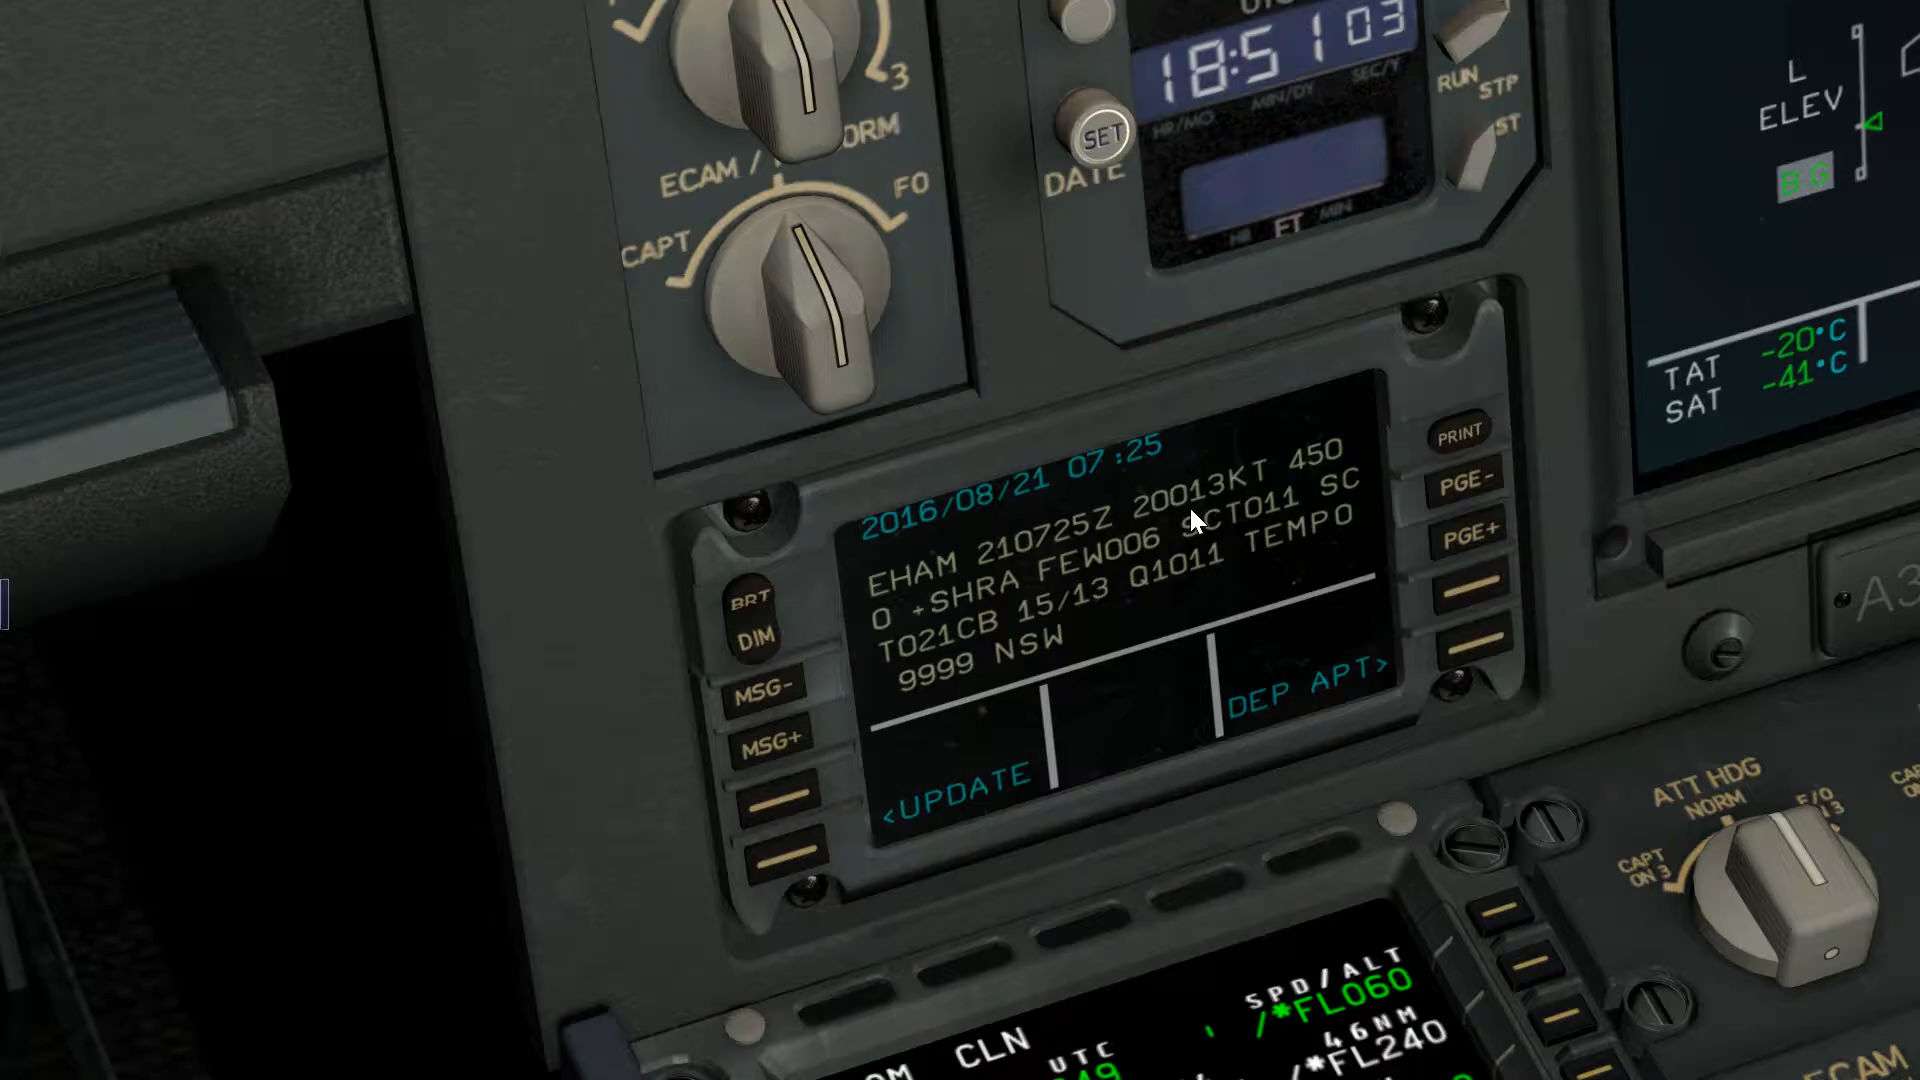 3
ECAM /
ORM
CAPT
FO
18:51 03
HR/MO
MIN/DY
SEC/Y
SET
DATE
RUN
STP
ST
FT
MIN
L
ELEV
B G
TAT -20°C
SAT -41°C
2016/08/21 07:25
EHAM 210725Z 20013KT 450
0 +SHRA FEW006 SCT011 SC
T021CB 15/13 Q1011 TEMPO
9999 NSW
<UPDATE
DEP APT>
BRT
DIM
MSG-
MSG+
PRINT
PGE-
PGE+
A3
ATT HDG
NORM
CAPT
ON 3
F/O
3
ECAM
SPD/ALT
/*FL060
46NM
/*FL240
CLN
UTC